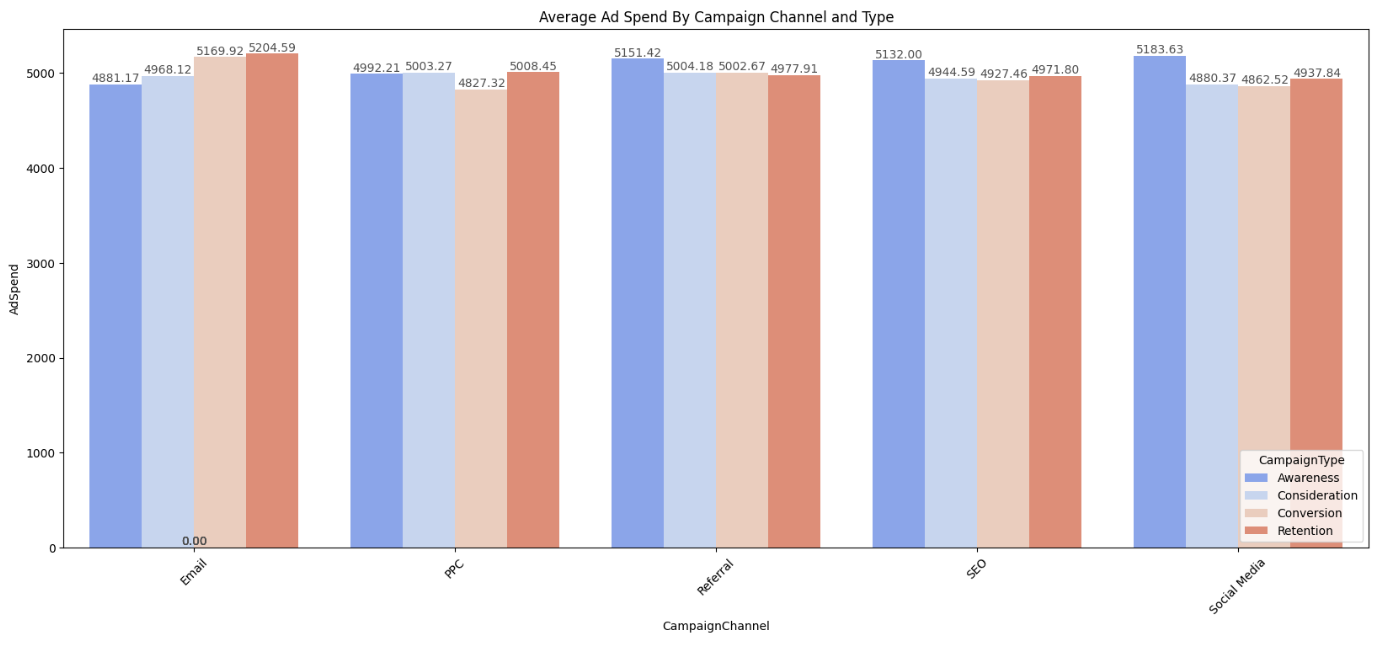 Average Ad Spend By Campaign Channel and Type
AdSpend
5000
4000
3000
2000
1000
0
4881.17
4968.12
5169.92
5204.59
4992.21
5003.27
4827.32
5008.45
5151.42
5004.18
5002.67
4977.91
5132.00
4944.59
4927.46
4971.80
5183.63
4880.37
4862.52
4937.84
0.00
CampaignType
Awareness
Consideration
Conversion
Retention
Email
PPC
Referral
SEO
Social Media
CampaignChannel